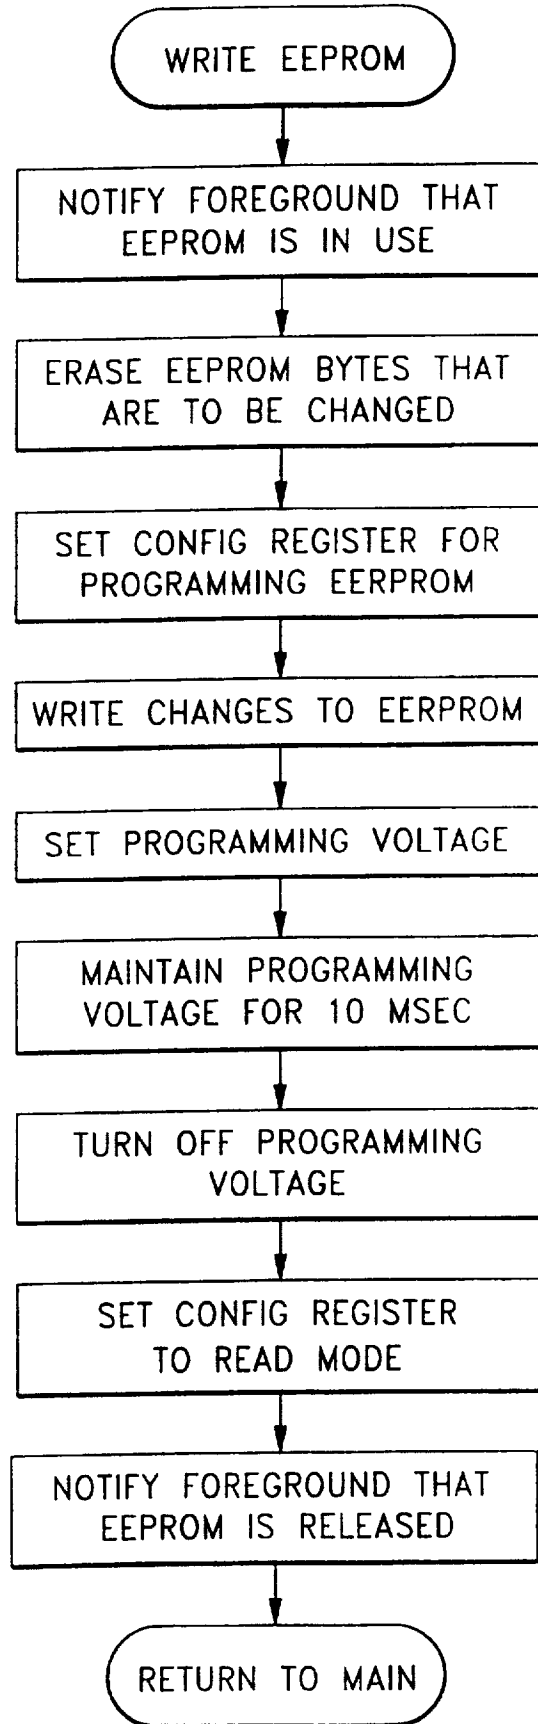 WRITE EEPROM
NOTIFY FOREGROUND THAT
EEPROM IS IN USE
ERASE EEPROM BYTES THAT
ARE TO BE CHANGED
SET CONFIG REGISTER FOR
PROGRAMMING EERPROM
WRITE CHANGES TO EERPROM
SET PROGRAMMING VOLTAGE
MAINTAIN PROGRAMMING
VOLTAGE FOR 10 MSEC
TURN OFF PROGRAMMING
VOLTAGE
SET CONFIG REGISTER
TO READ MODE
NOTIFY FOREGROUND THAT
EEPROM IS RELEASED
RETURN TO MAIN